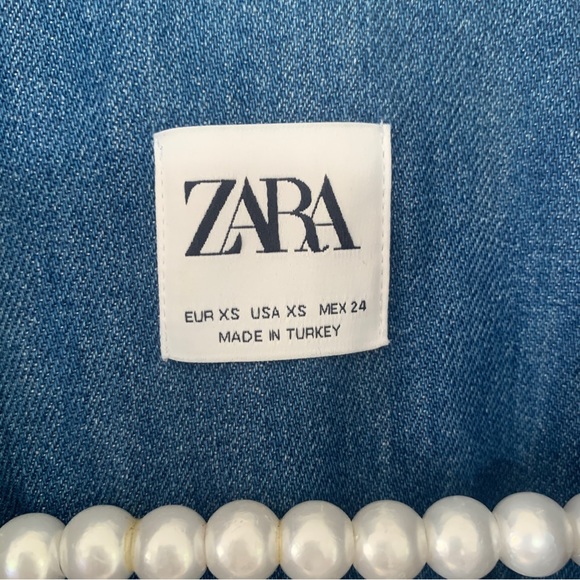 ZARA
EUR XS USA XS MEX 24
MADE IN TURKEY